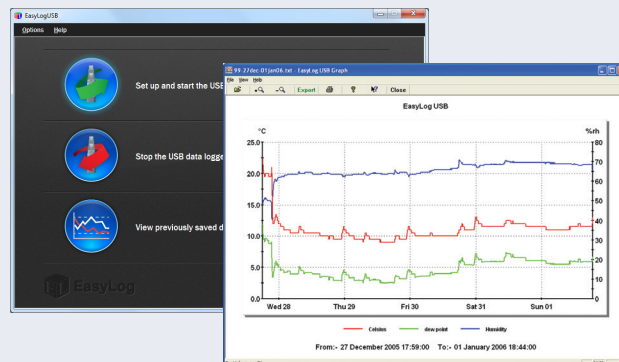 EasyLogUSB
Options Help
Set up and start the USB
Stop the USB data logge
View previously saved d
EasyLog
99-27dec-01jan06.txt - EasyLog USB Graph
File View Help
Export Close
EasyLog USB
°C %rh
25.0 80
70
20.0
60
15.0 50
40
10.0
30
5.0 20
10
0.0 0
Wed 28 Thu 29 Fri 30 Sat 31 Sun 01
Celsius dew point Humidity
From:- 27 December 2005 17:59:00 To:- 01 January 2006 18:44:00